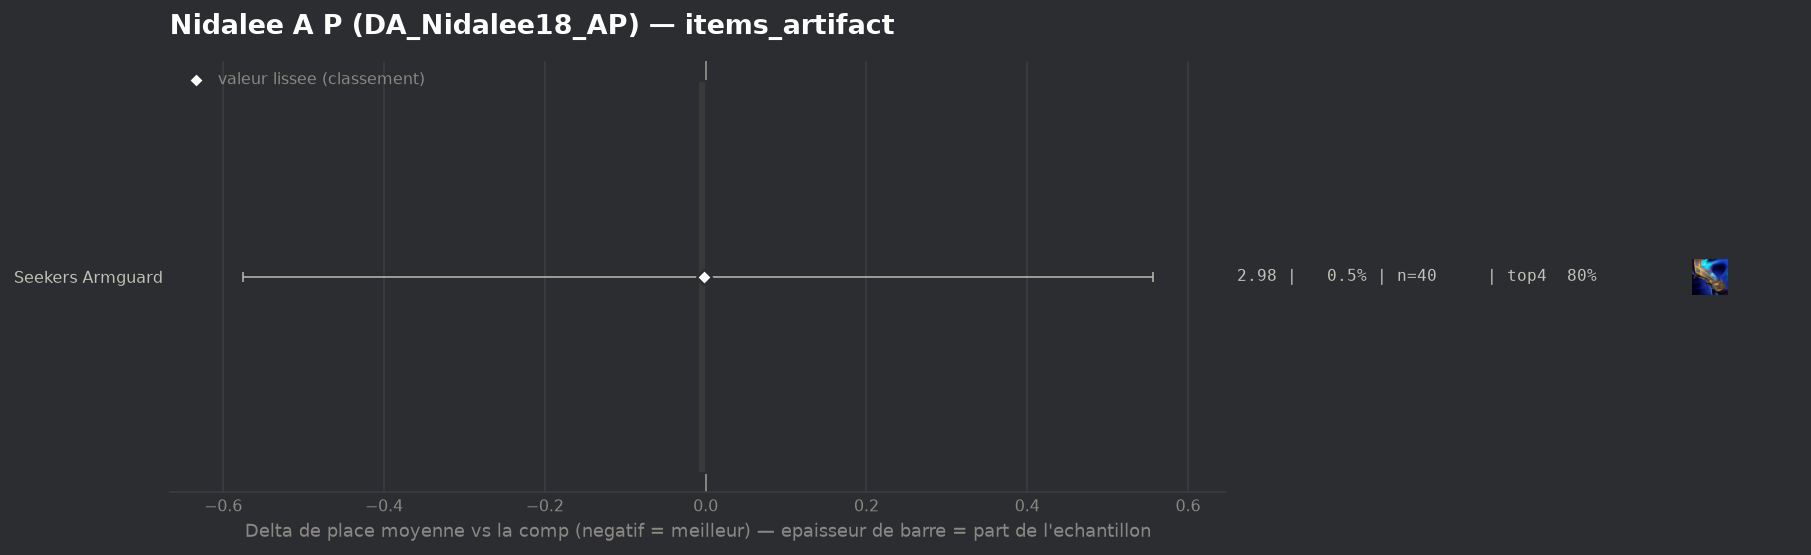 Nidalee A P (DA_Nidalee18_AP) — items_artifact
valeur lissee (classement)
Seekers Armguard
2.98 | 0.5% | n=40 | top4 80%
−0.6 −0.4 −0.2 0.0 0.2 0.4 0.6
Delta de place moyenne vs la comp (negatif = meilleur) — epaisseur de barre = part de l'echantillon